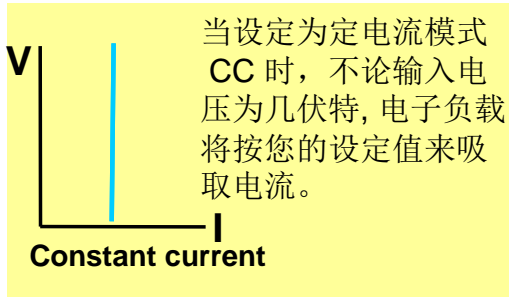 当设定为定电流模式
CC 时，不论输入电
压为几伏特, 电子负载
将按您的设定值来吸
取电流。
V
I
Constant current